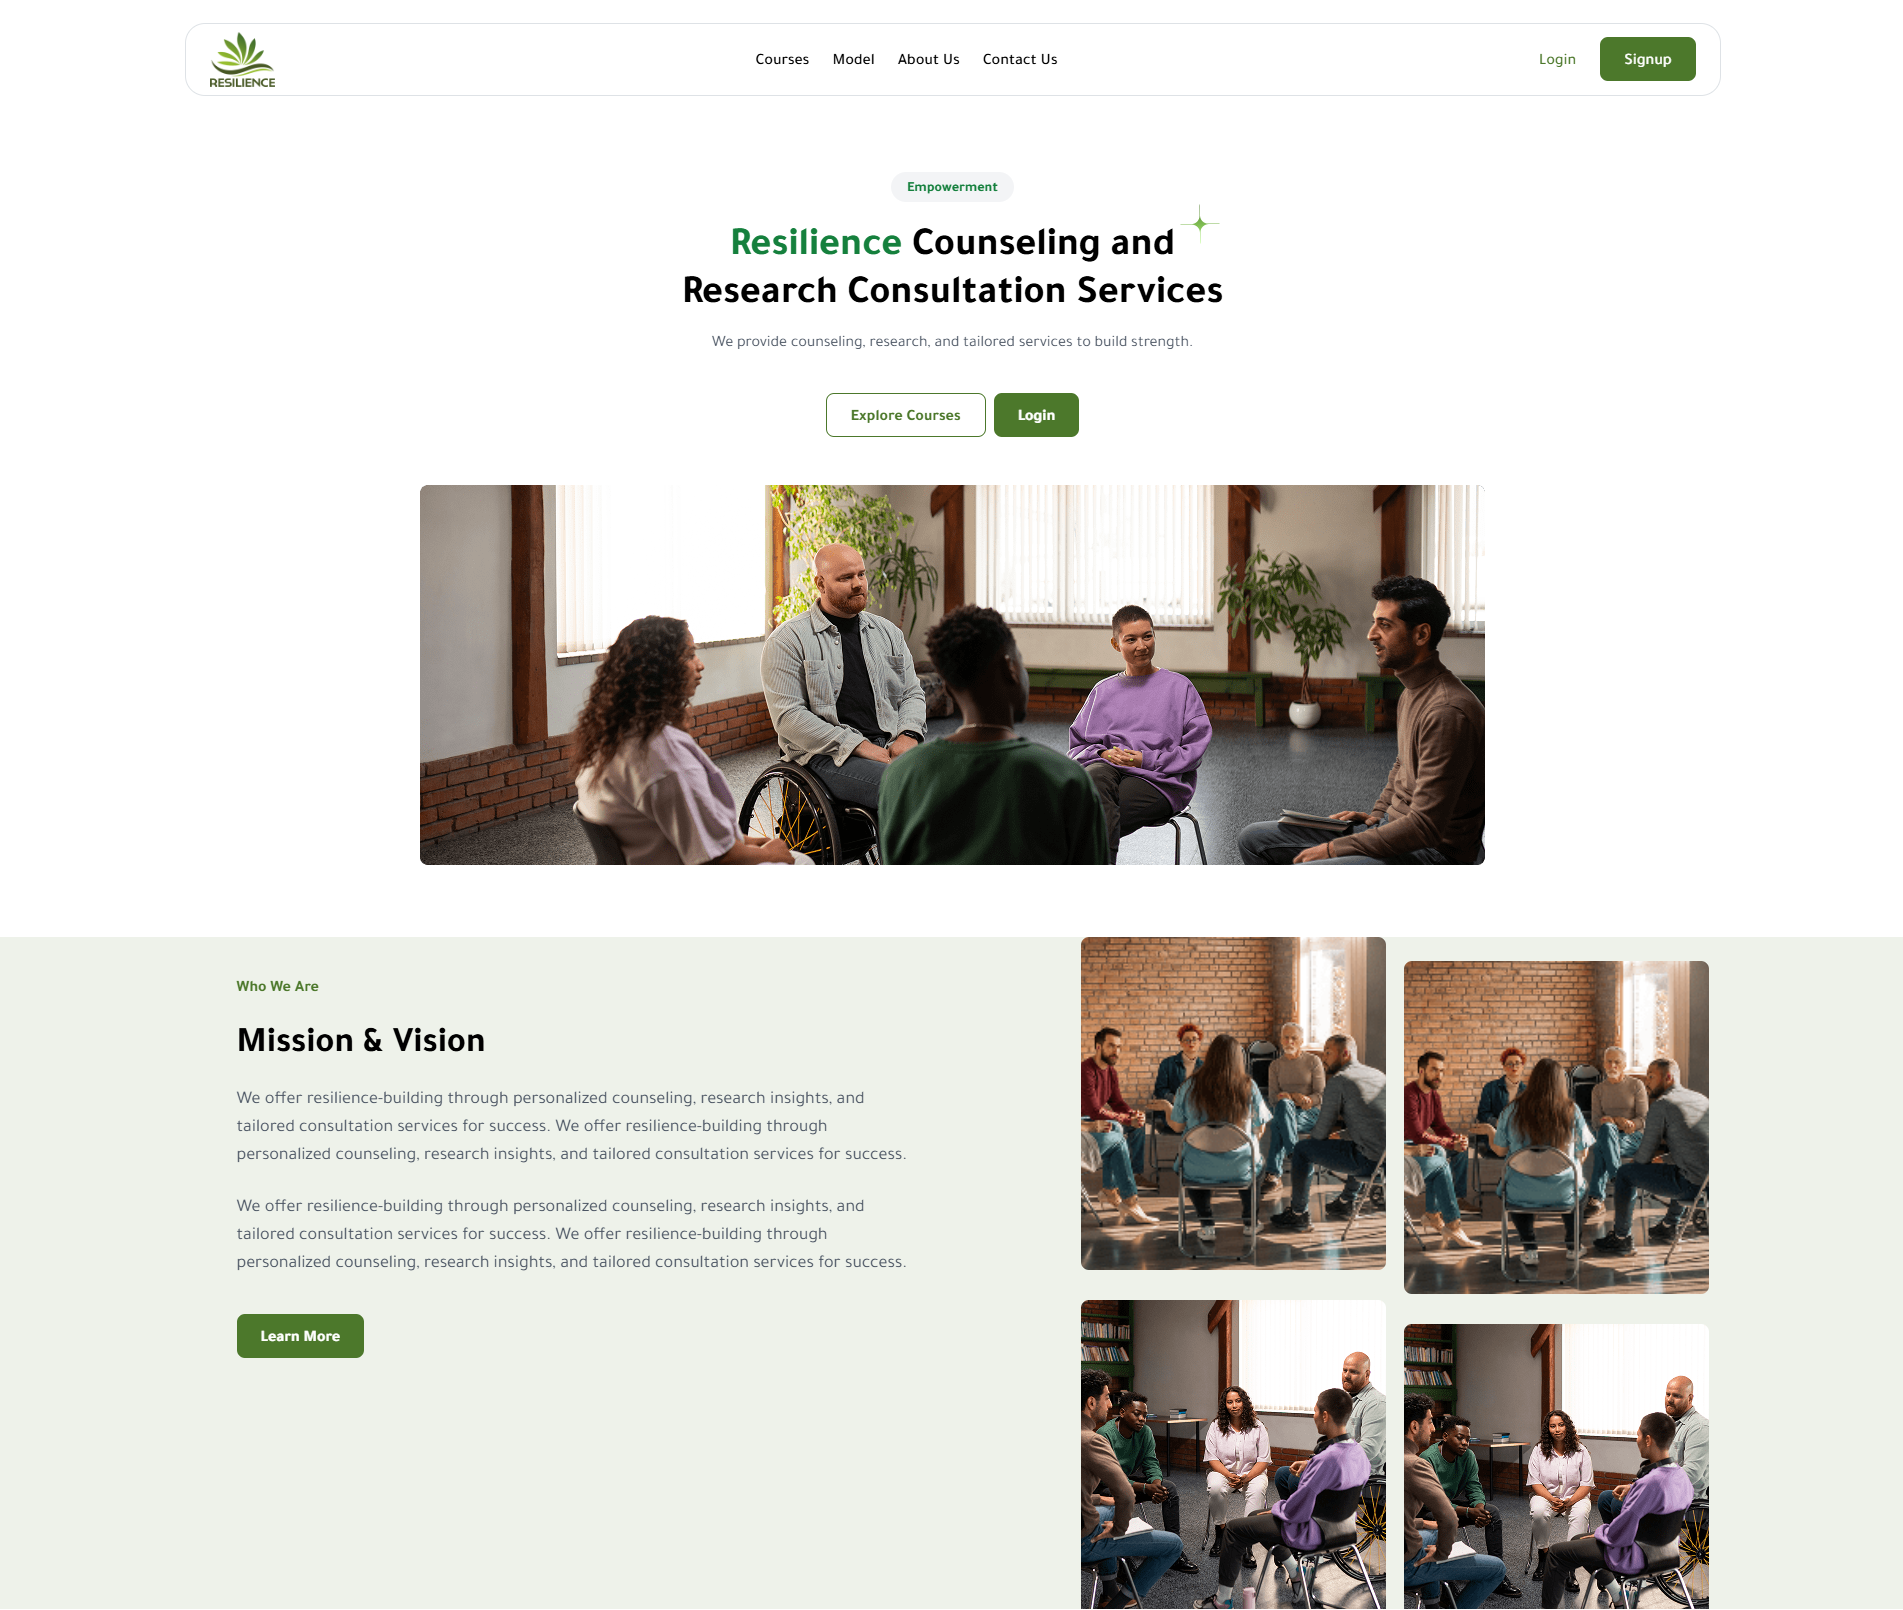 RESILIENCE
Courses Model About Us Contact Us
Login Signup
Empowerment
Resilience Counseling and
Research Consultation Services
We provide counseling, research, and tailored services to build strength.
Explore Courses Login
Who We Are
Mission & Vision
We offer resilience-building through personalized counseling, research insights, and
tailored consultation services for success. We offer resilience-building through
personalized counseling, research insights, and tailored consultation services for success.
We offer resilience-building through personalized counseling, research insights, and
tailored consultation services for success. We offer resilience-building through
personalized counseling, research insights, and tailored consultation services for success.
Learn More